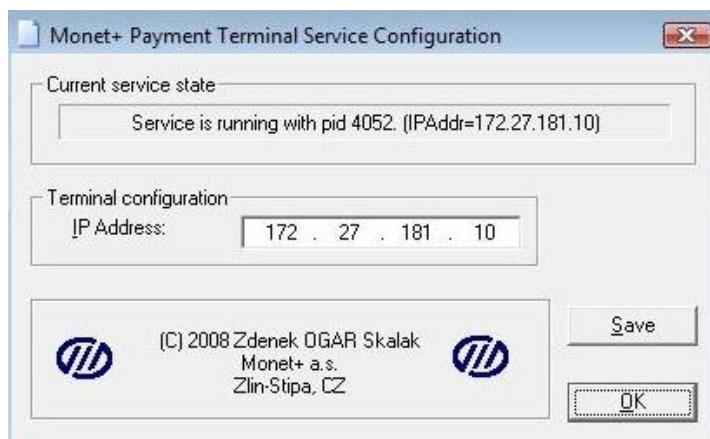 Monet+ Payment Terminal Service Configuration
Current service state
Service is running with pid 4052. (IPAddr=172.27.181.10)
Terminal configuration
IP Address: 172 . 27 . 181 . 10
(C) 2008 Zdenek OGAR Skalak
Monet+ a.s.
Zlin-Stipa, CZ
Save
OK